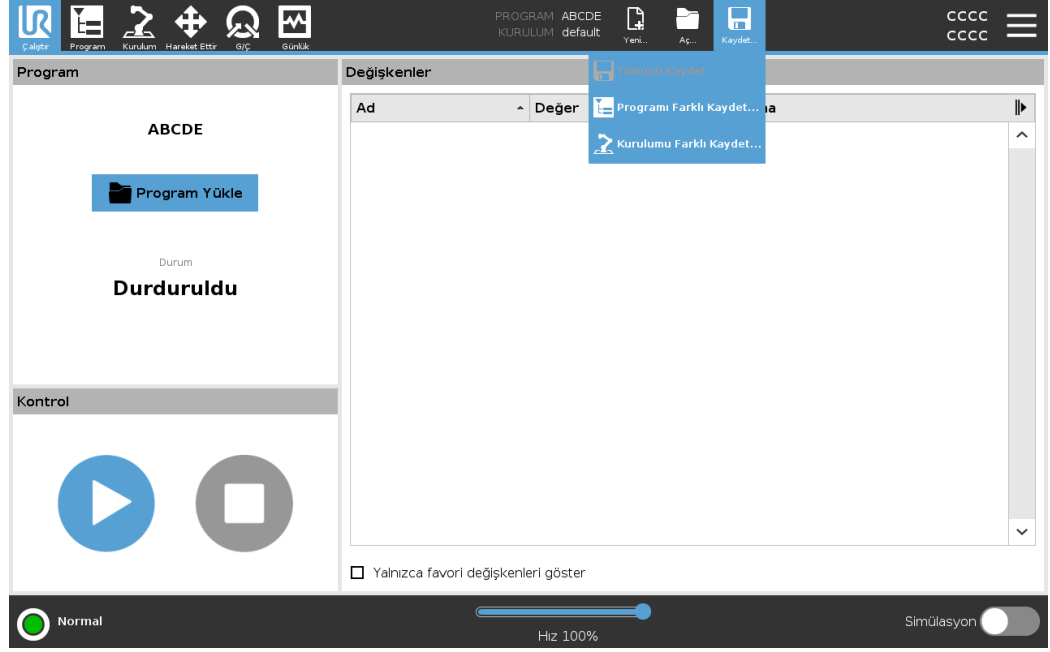 Çalıştır
Program
Kurulum
Hareket Ettir
G/Ç
Günlük
PROGRAM ABCDE
KURULUM default
Yeni...
Aç...
Kaydet...
CCCC
CCCC
Tümünü Kaydet
Programı Farklı Kaydet...
Kurulumu Farklı Kaydet...
Program
ABCDE
Program Yükle
Durum
Durduruldu
Kontrol
Değişkenler
Ad
Değer
Yalnızca favori değişkenleri göster
Normal
Hız 100%
Simülasyon